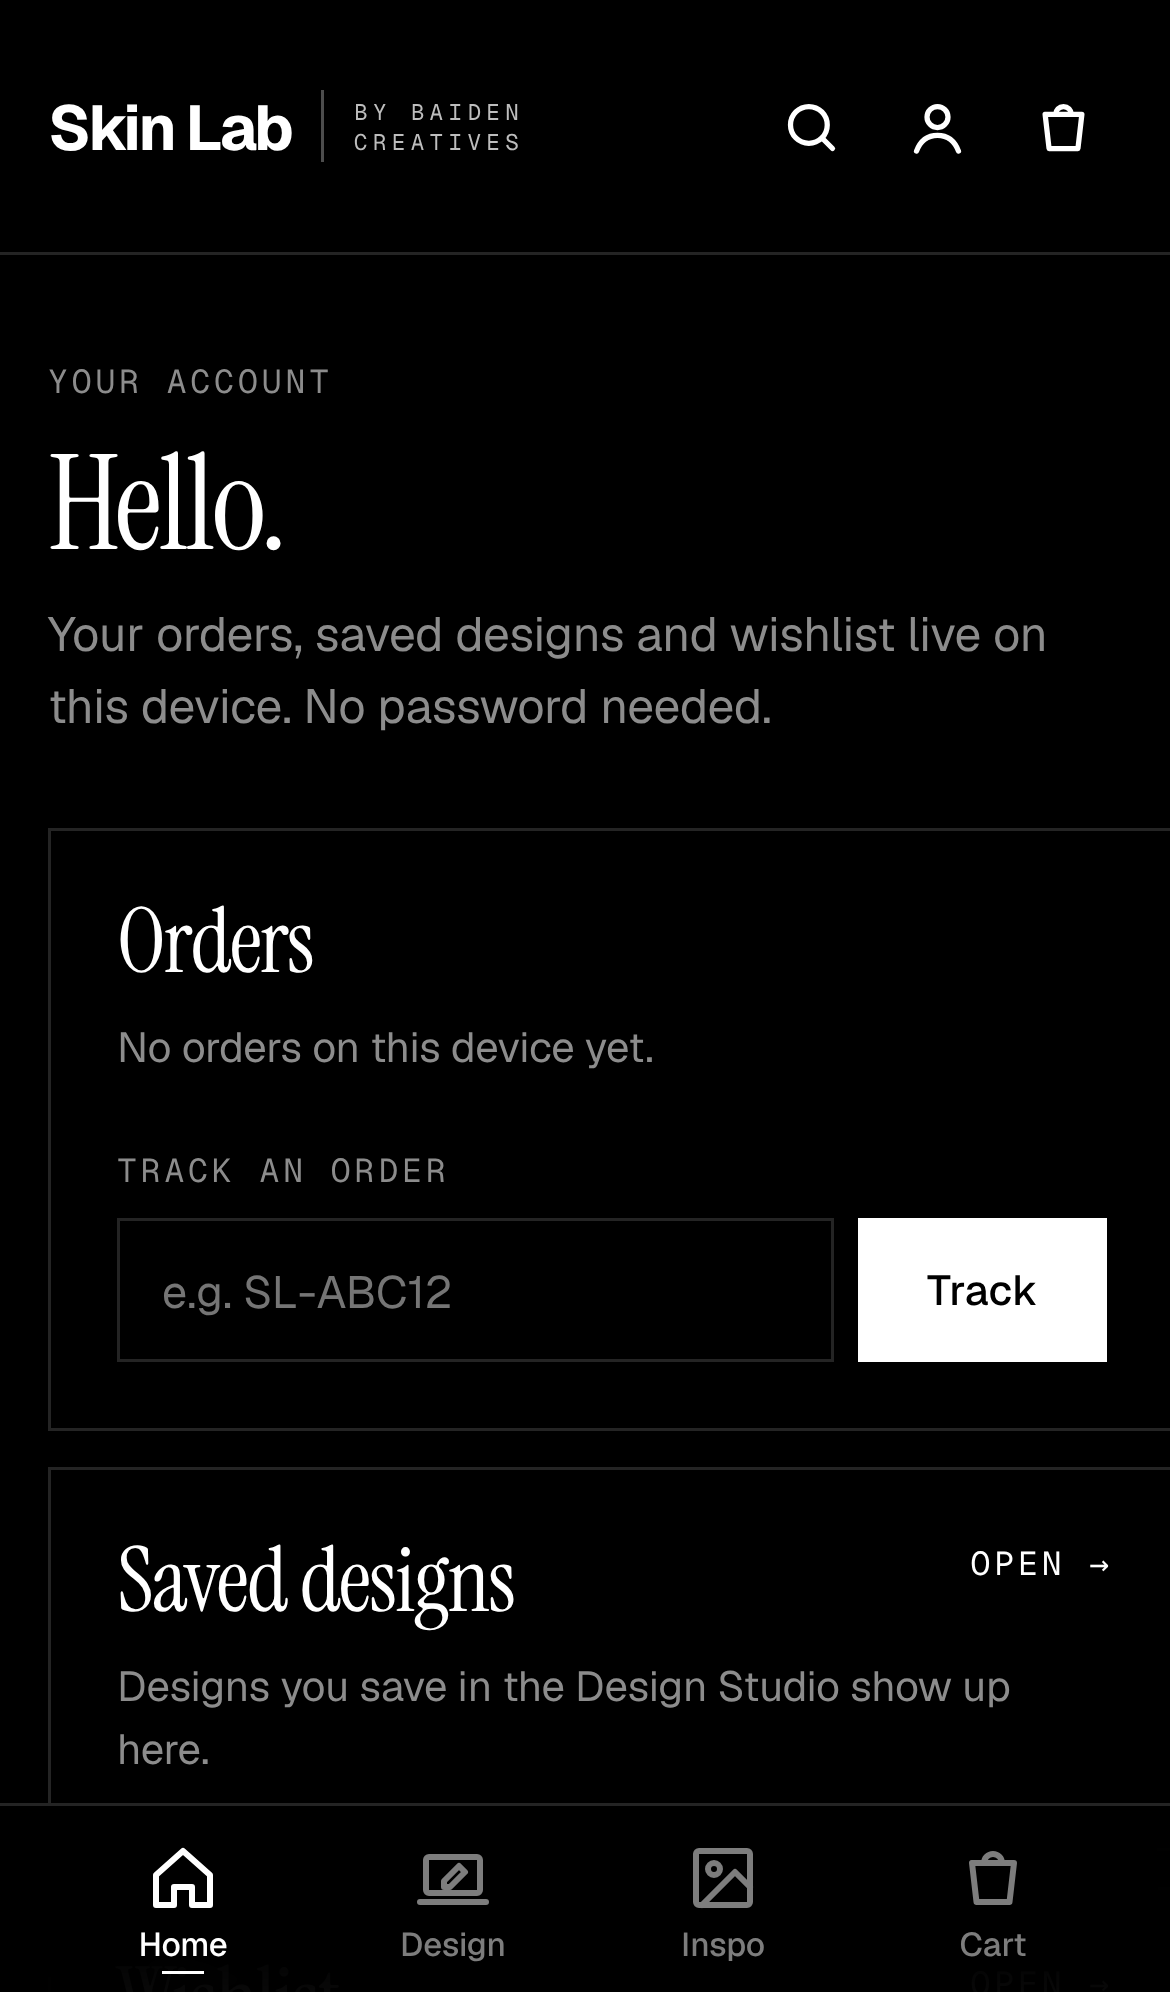 Skin Lab
BY BAIDEN
CREATIVES
YOUR ACCOUNT
Hello.
Your orders, saved designs and wishlist live on
this device. No password needed.
Orders
No orders on this device yet.
TRACK AN ORDER
e.g. SL-ABC12
Track
Saved designs
OPEN →
Designs you save in the Design Studio show up
here.
Home
Design
Inspo
Cart
Wishlist
OPEN →